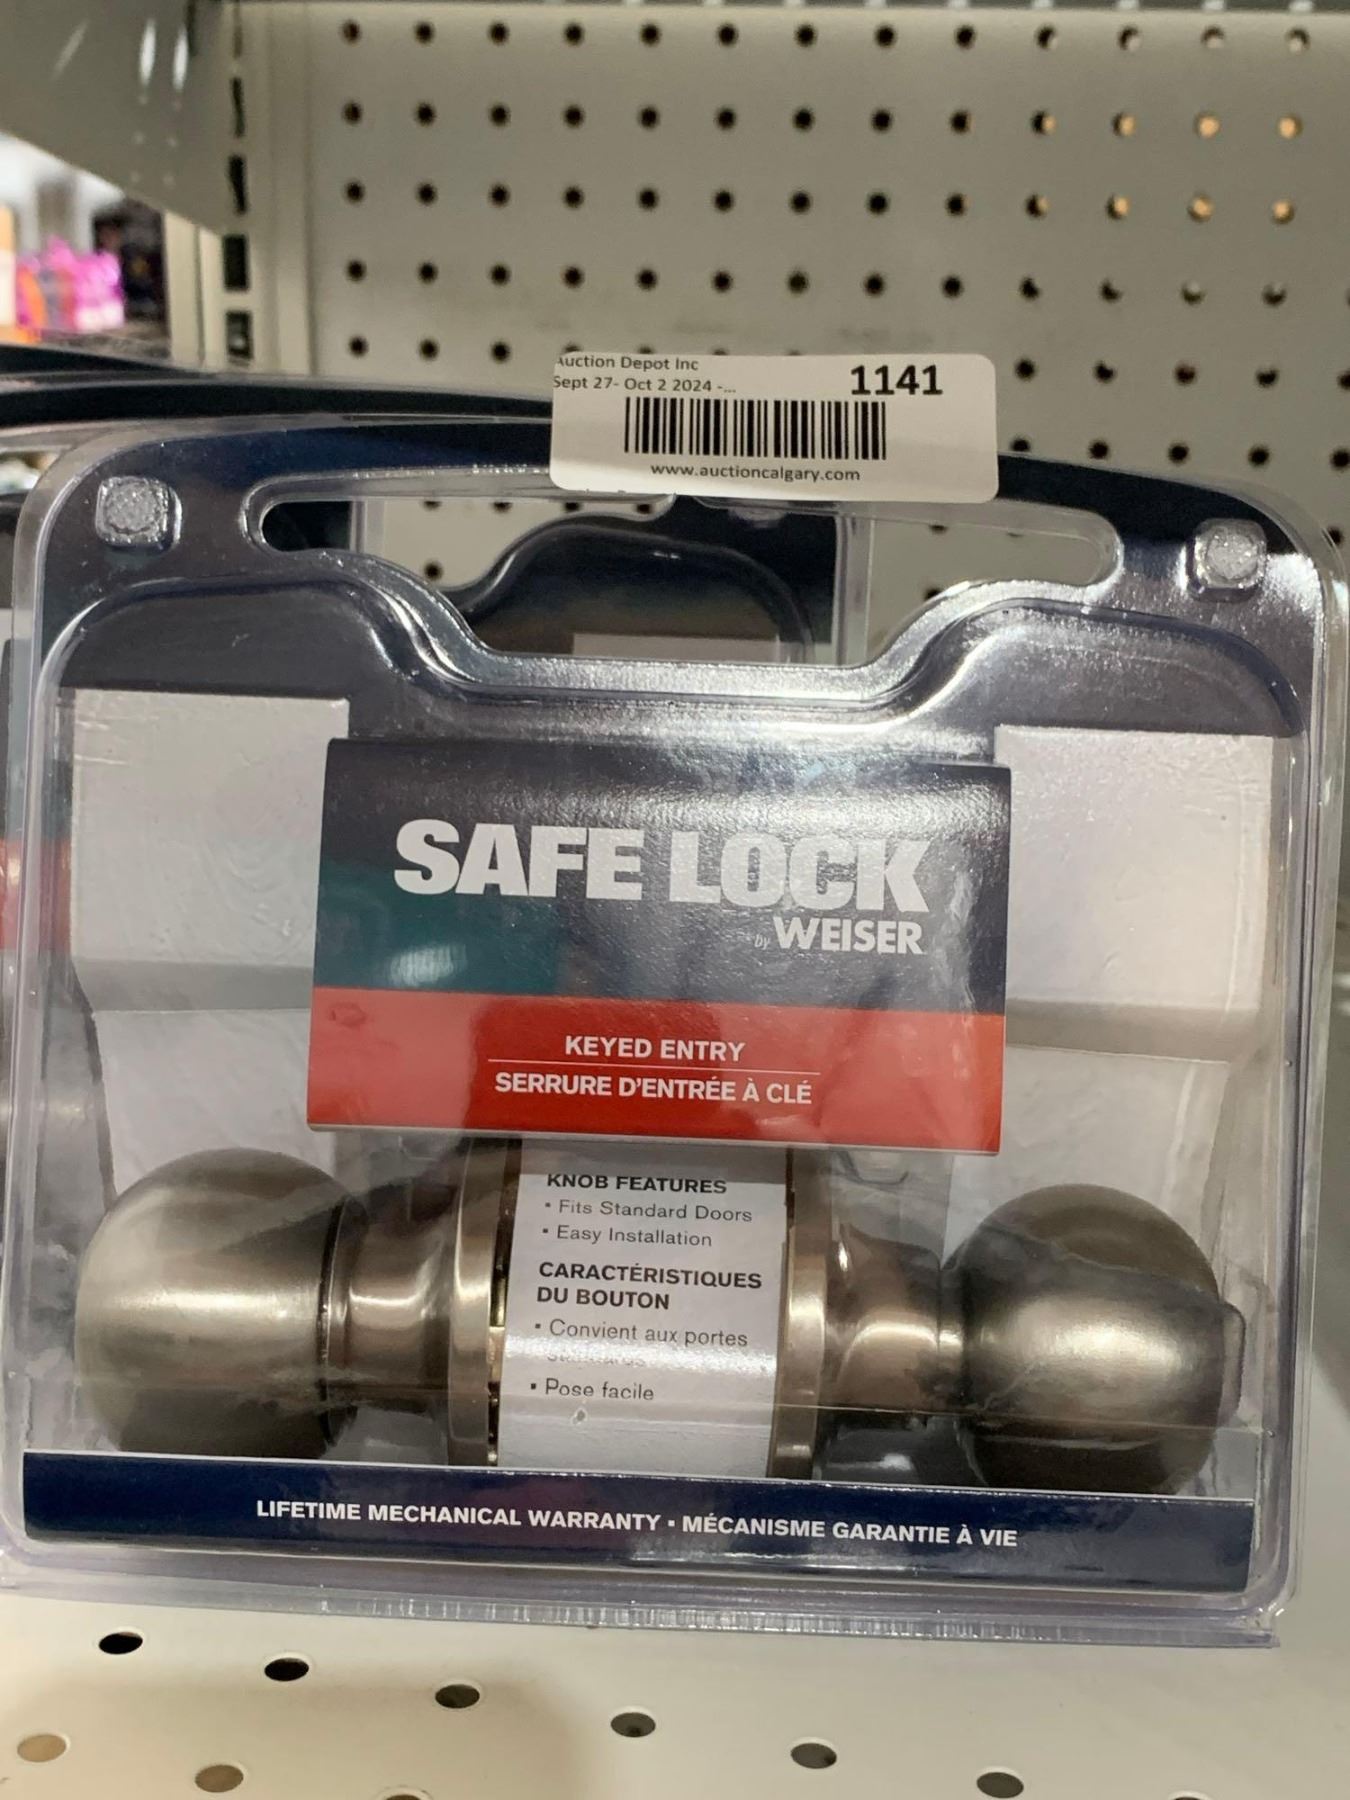 Auction Depot Inc
Sept 27- Oct 2 2024 -...
1141
www.auctioncalgary.com
SAFE LOCK
by WEISER
KEYED ENTRY
SERRURE D'ENTRÉE À CLÉ
KNOB FEATURES
▪ Fits Standard Doors
▪ Easy Installation
CARACTÉRISTIQUES
DU BOUTON
▪ Convient aux portes
▪ Pose facile
LIFETIME MECHANICAL WARRANTY ▪ MÉCANISME GARANTIE À VIE